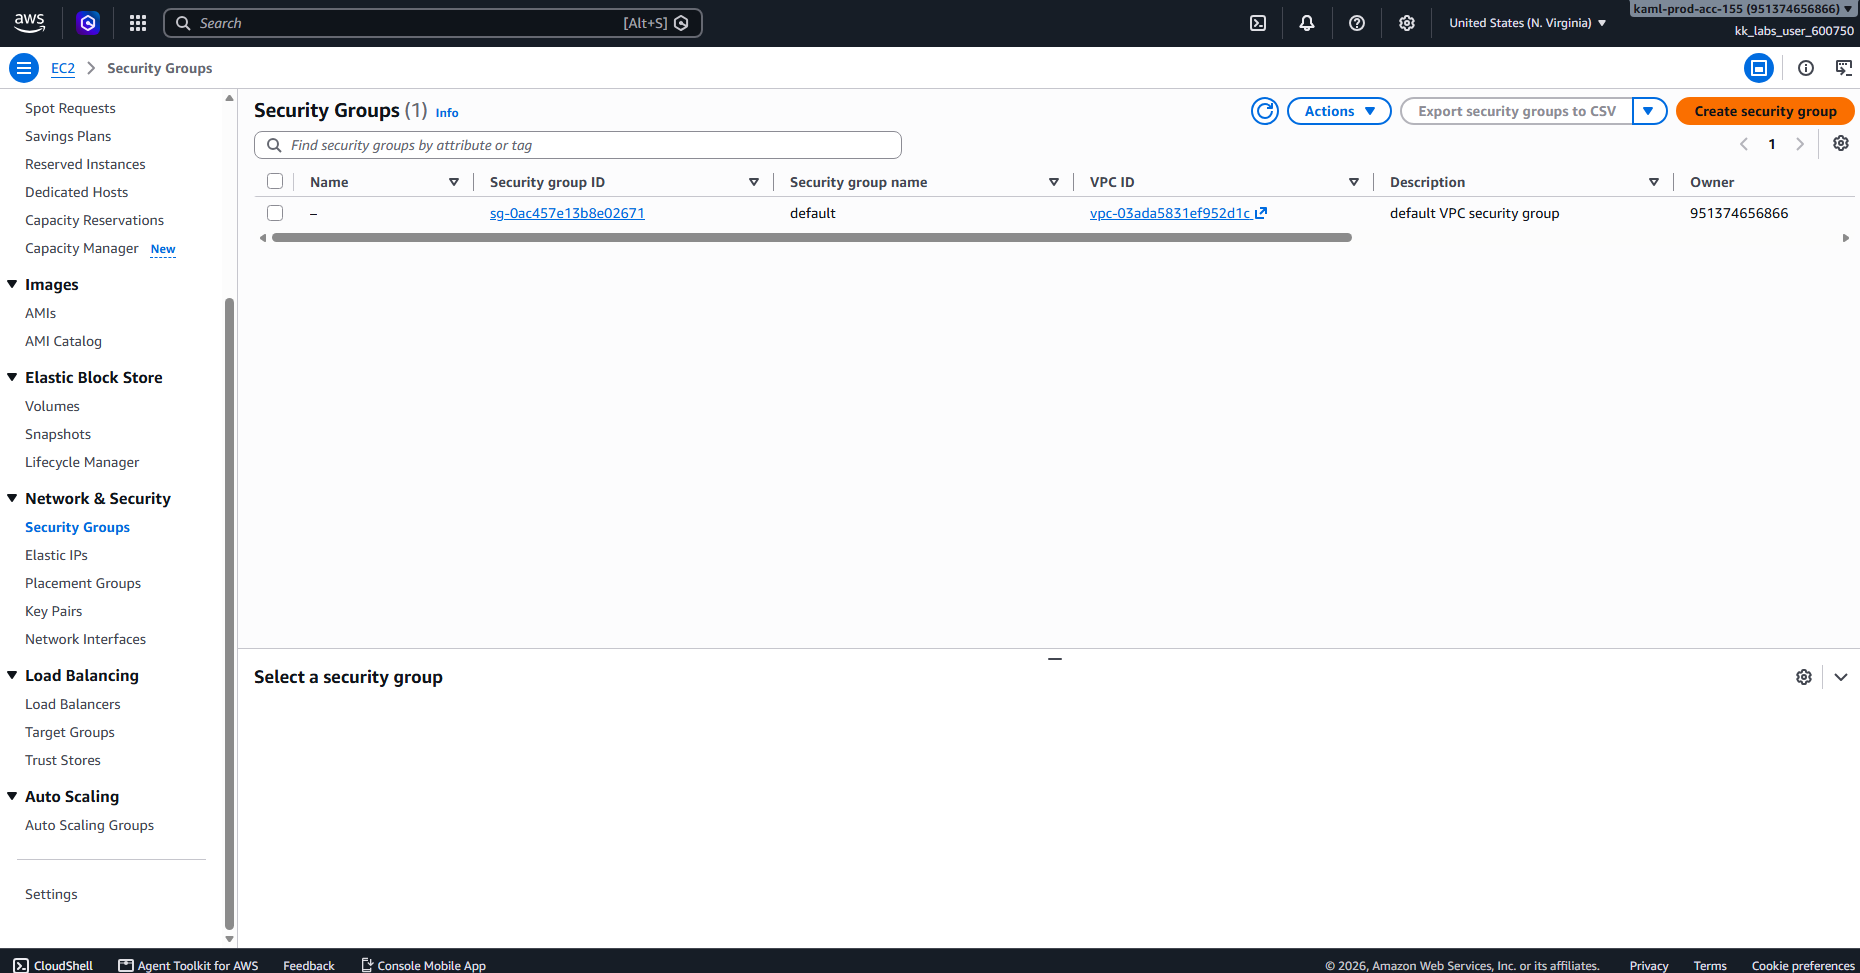 aws
Search [Alt+S]
United States (N. Virginia)
kaml-prod-acc-155 (951374656866)
kk_labs_user_600750
EC2 Security Groups
Spot Requests
Savings Plans
Reserved Instances
Dedicated Hosts
Capacity Reservations
Capacity Manager New
Images
AMIs
AMI Catalog
Elastic Block Store
Volumes
Snapshots
Lifecycle Manager
Network & Security
Security Groups
Elastic IPs
Placement Groups
Key Pairs
Network Interfaces
Load Balancing
Load Balancers
Target Groups
Trust Stores
Auto Scaling
Auto Scaling Groups
Settings
Security Groups (1) Info
Actions
Export security groups to CSV
Create security group
Find security groups by attribute or tag
1
Name Security group ID Security group name VPC ID Description Owner
– sg-0ac457e13b8e02671 default vpc-03ada5831ef952d1c default VPC security group 951374656866
Select a security group
CloudShell Agent Toolkit for AWS Feedback Console Mobile App
© 2026, Amazon Web Services, Inc. or its affiliates. Privacy Terms Cookie preferences